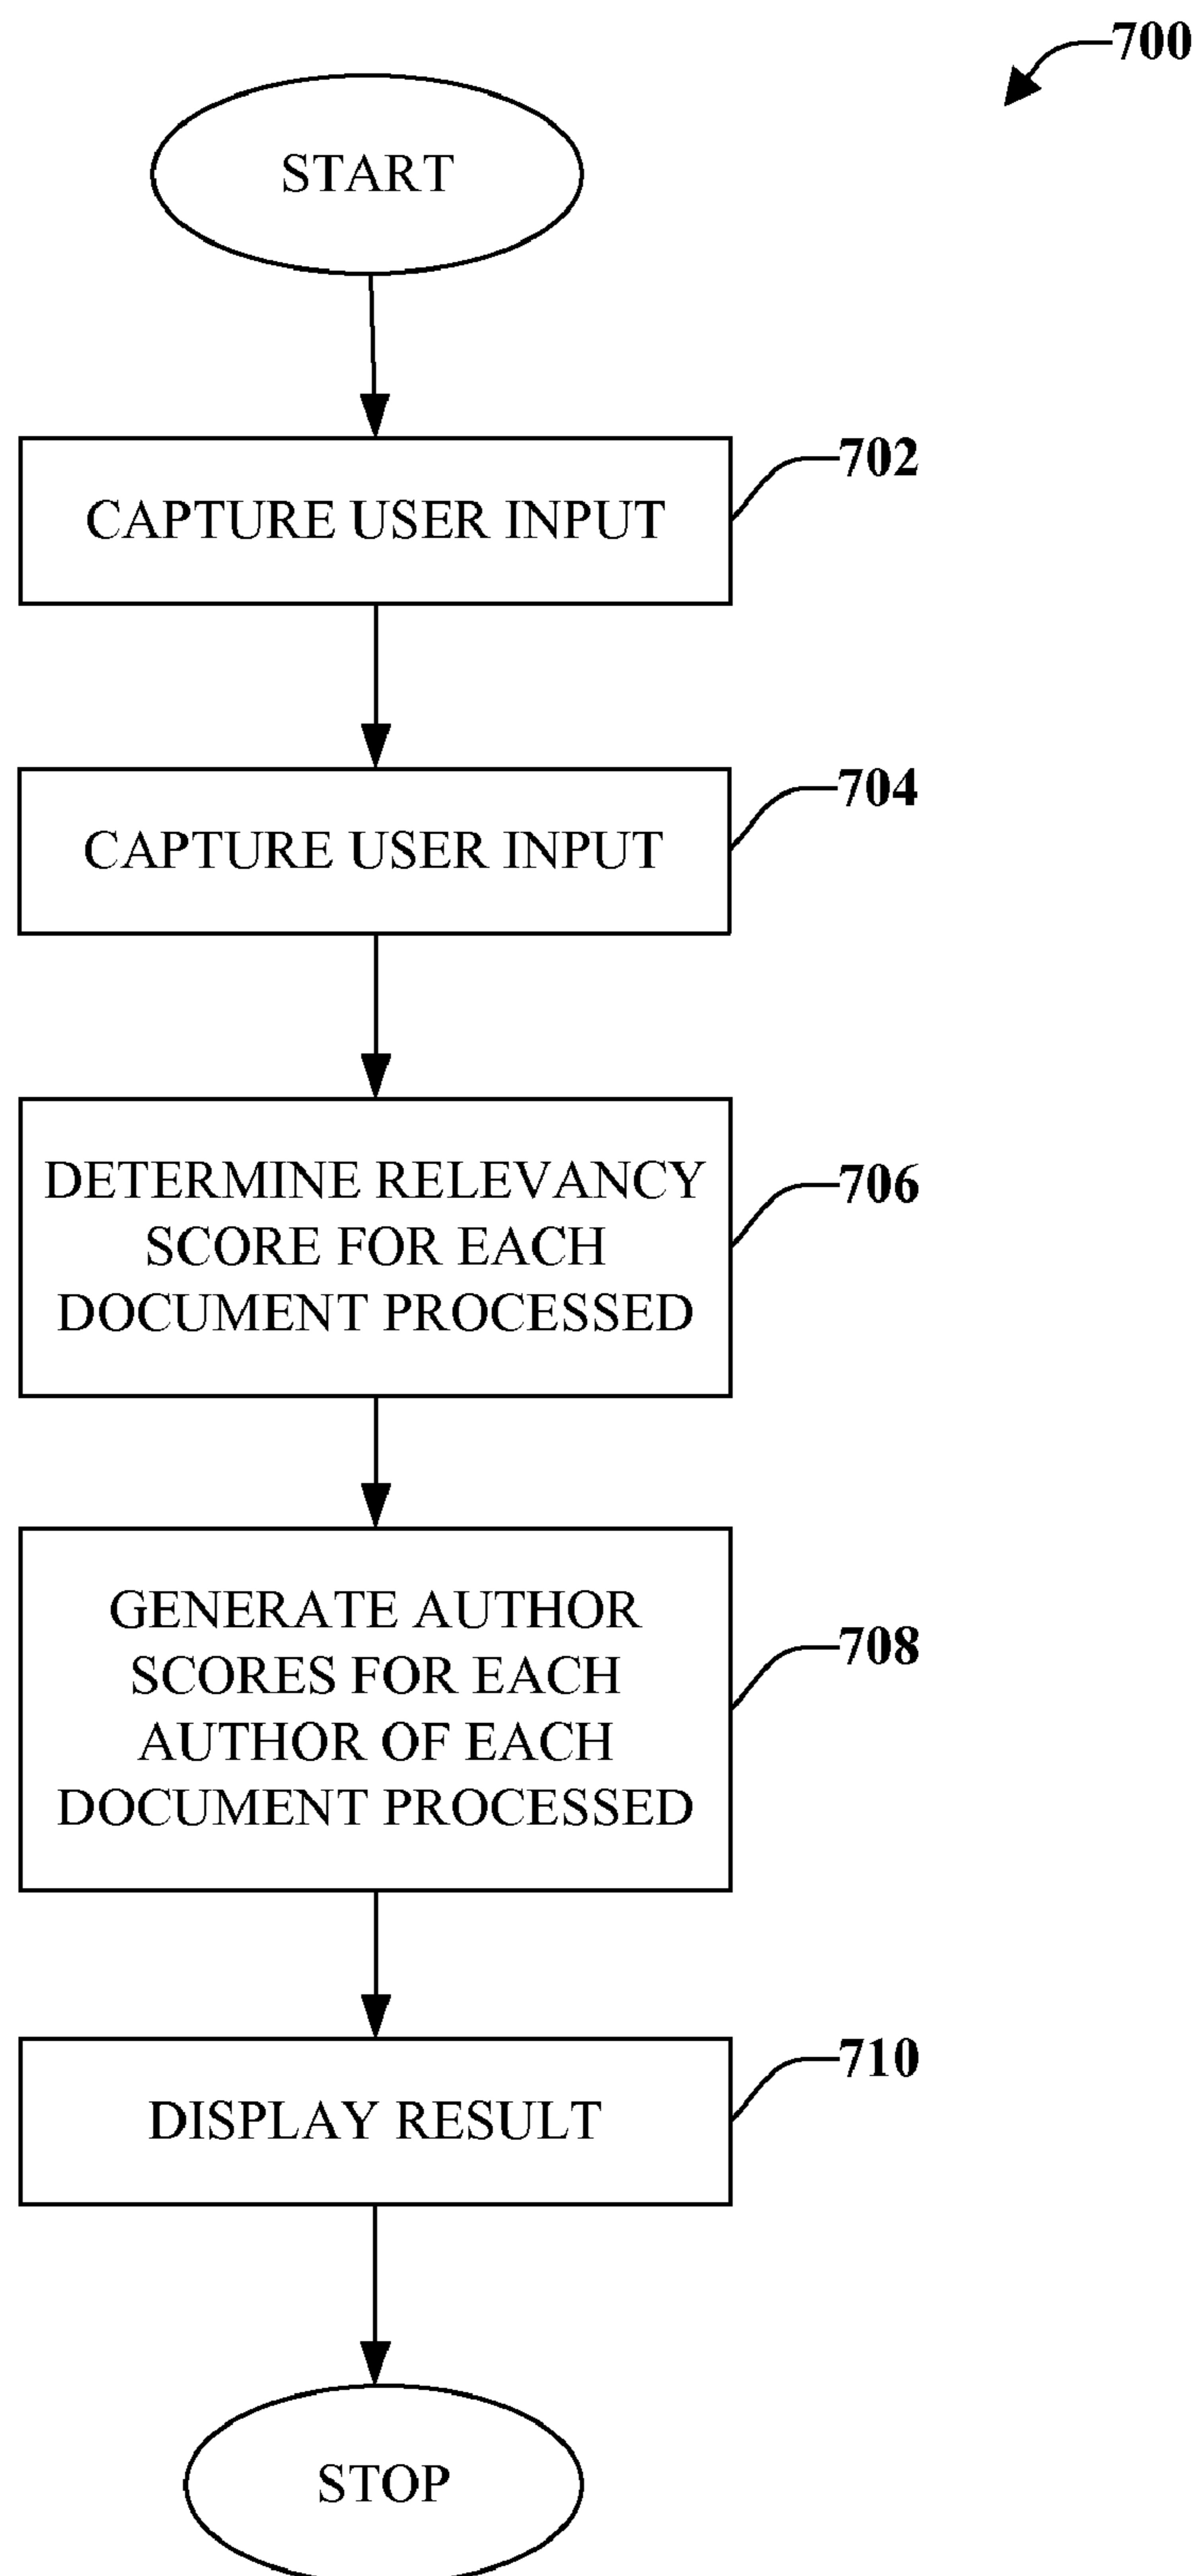 700
START
CAPTURE USER INPUT
702
CAPTURE USER INPUT
704
DETERMINE RELEVANCY
SCORE FOR EACH
DOCUMENT PROCESSED
706
GENERATE AUTHOR
SCORES FOR EACH
AUTHOR OF EACH
DOCUMENT PROCESSED
708
DISPLAY RESULT
710
STOP